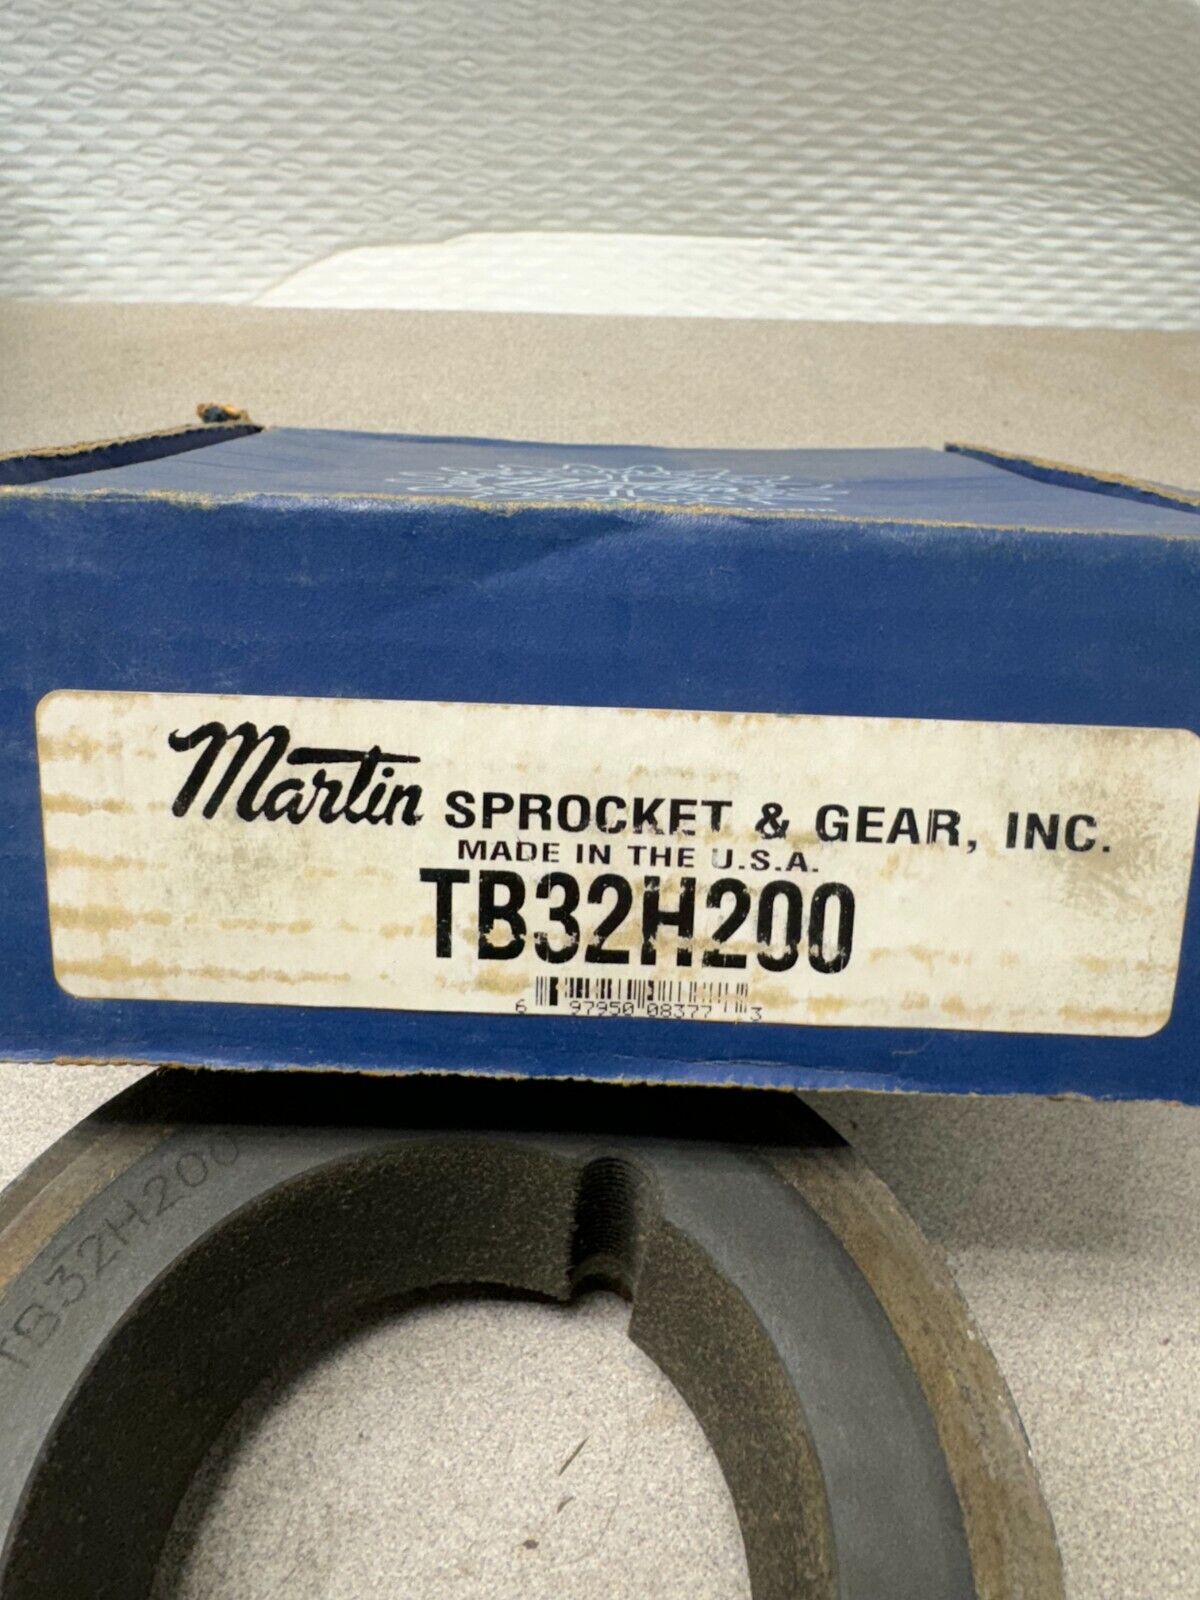 Martin SPROCKET & GEAR, INC.
MADE IN THE U.S.A.
TB32H200
6 97950 08377 3
TB32H200